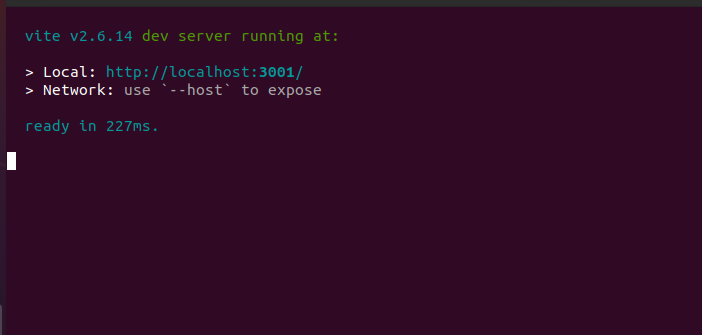 vite v2.6.14 dev server running at:
> Local: http://localhost:3001/
> Network: use `--host` to expose
ready in 227ms.